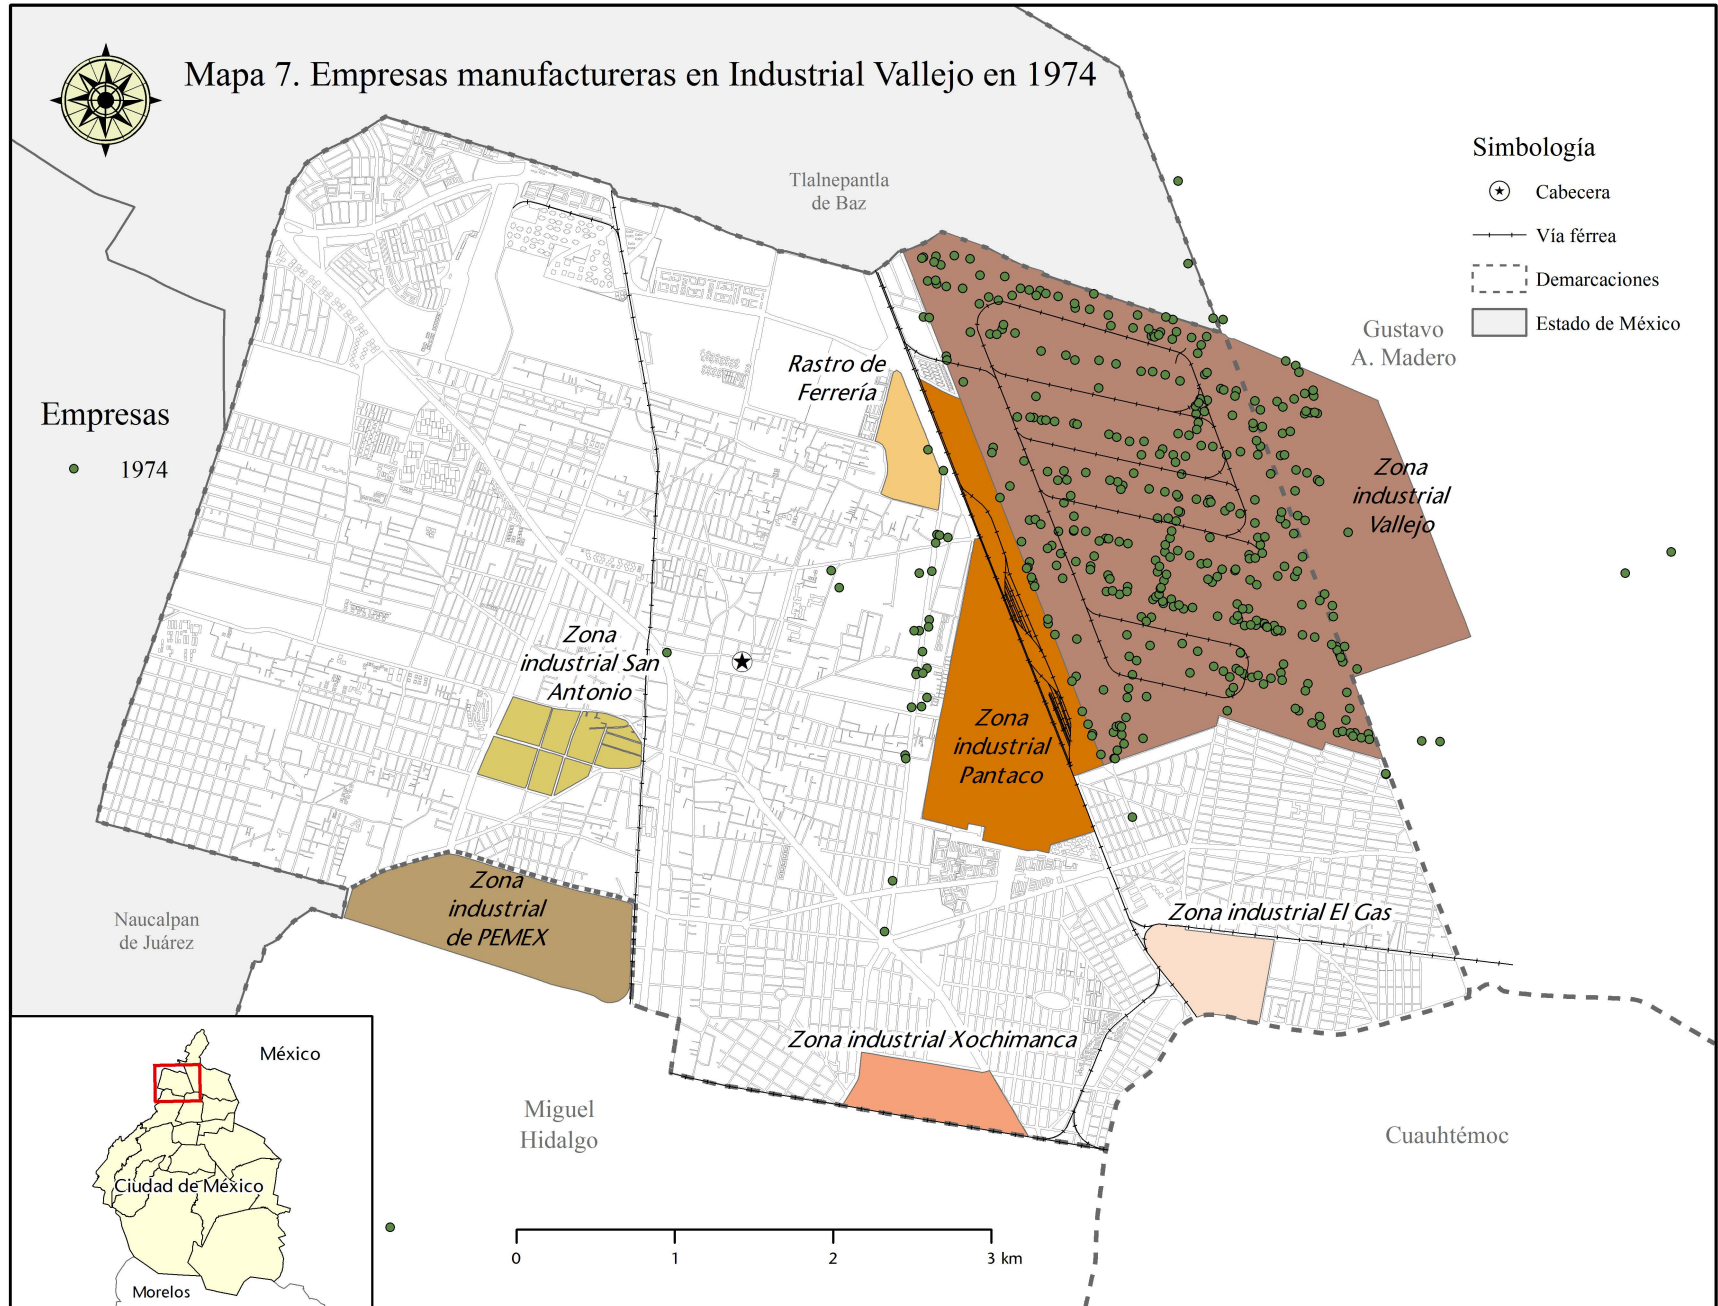 Mapa 7. Empresas manufactureras en Industrial Vallejo en 1974
Simbología
Cabecera
Vía férrea
Demarcaciones
Estado de México
Tlalnepantla
de Baz
Gustavo
A. Madero
Rastro de
Ferrería
Empresas
1974
Zona
industrial
Vallejo
Zona
industrial San
Antonio
Zona
industrial
Pantaco
Zona
industrial
de PEMEX
Naucalpan
de Juárez
Zona industrial El Gas
Zona industrial Xochimanca
Miguel
Hidalgo
Cuauhtémoc
México
Ciudad de México
Morelos
0 1 2 3 km